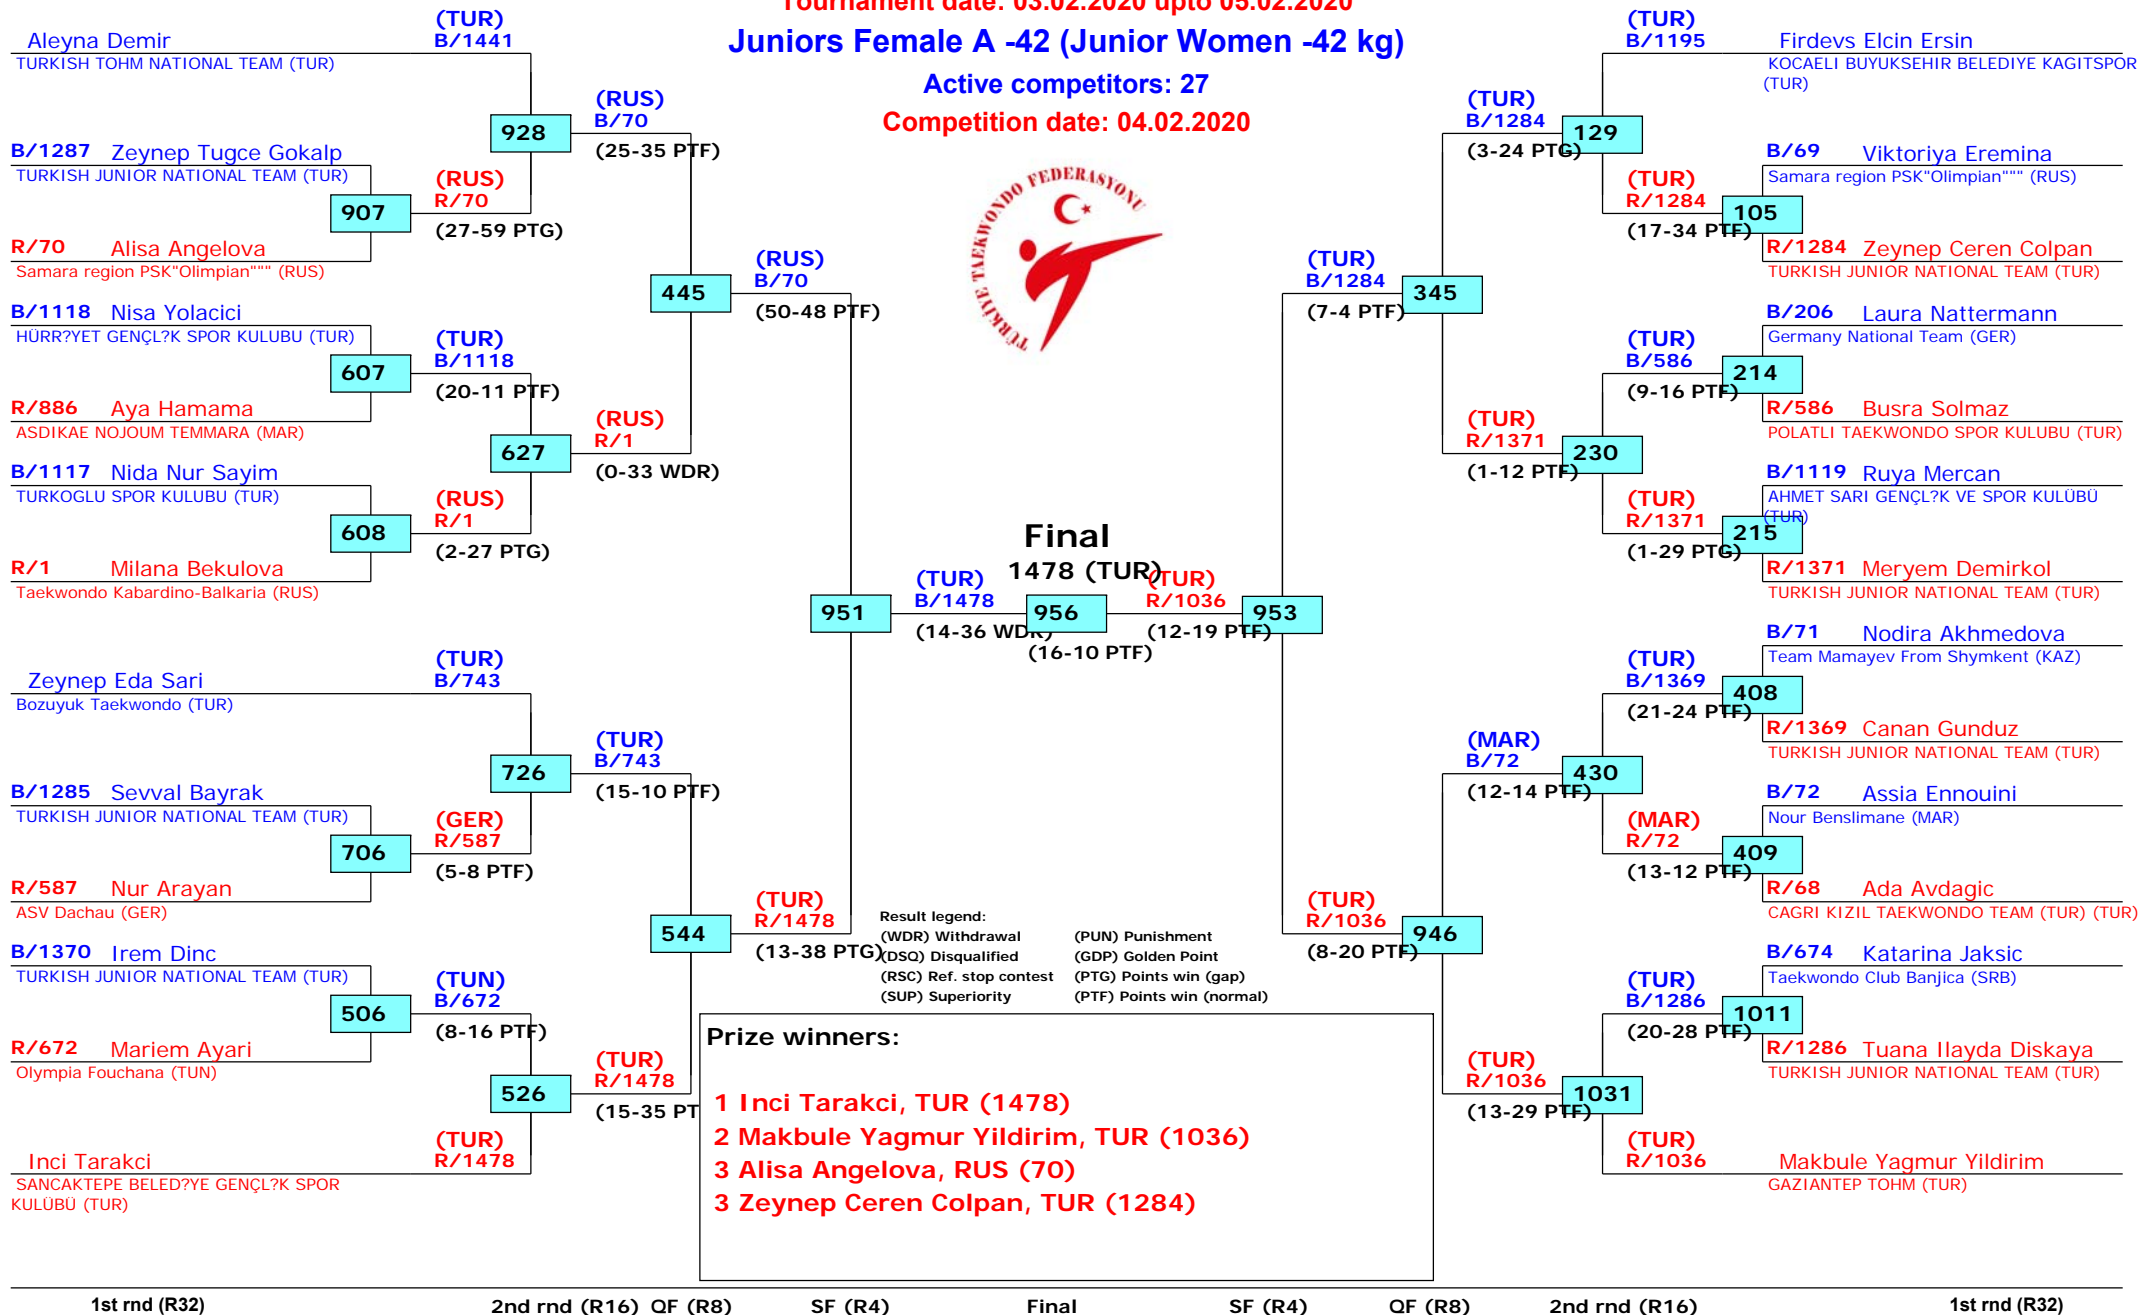 Tournament date: 03.02.2020 upto 05.02.2020
Juniors Female A -42 (Junior Women -42 kg)
Active competitors: 27
Competition date: 04.02.2020
TÜRKİYE TAEKWONDO FEDERASYONU
Aleyna Demir
TURKISH TOHM NATIONAL TEAM (TUR)
(TUR)
B/1441
B/1287 Zeynep Tugce Gokalp
TURKISH JUNIOR NATIONAL TEAM (TUR)
907
R/70 Alisa Angelova
Samara region PSK"Olimpian""" (RUS)
(RUS)
R/70
(27-59 PTG)
928
(RUS)
B/70
(25-35 PTF)
B/1118 Nisa Yolacici
HÜRR?YET GENÇL?K SPOR KULUBU (TUR)
607
R/886 Aya Hamama
ASDIKAE NOJOUM TEMMARA (MAR)
(TUR)
B/1118
(20-11 PTF)
B/1117 Nida Nur Sayim
TURKOGLU SPOR KULUBU (TUR)
608
R/1 Milana Bekulova
Taekwondo Kabardino-Balkaria (RUS)
(RUS)
R/1
(2-27 PTG)
627
(RUS)
R/1
(0-33 WDR)
445
(RUS)
B/70
(50-48 PTF)
Zeynep Eda Sari
Bozuyuk Taekwondo (TUR)
(TUR)
B/743
B/1285 Sevval Bayrak
TURKISH JUNIOR NATIONAL TEAM (TUR)
706
R/587 Nur Arayan
ASV Dachau (GER)
(GER)
R/587
(5-8 PTF)
726
(TUR)
B/743
(15-10 PTF)
B/1370 Irem Dinc
TURKISH JUNIOR NATIONAL TEAM (TUR)
506
R/672 Mariem Ayari
Olympia Fouchana (TUN)
(TUN)
B/672
(8-16 PTF)
Inci Tarakci
SANCAKTEPE BELED?YE GENÇL?K SPOR
KULÜBÜ (TUR)
(TUR)
R/1478
526
(TUR)
R/1478
(15-35 PT
544
(TUR)
R/1478
(13-38 PTG)
951
(TUR)
B/1478
(14-36 WDR)
Final
1478 (TUR)
956
(16-10 PTF)
(TUR)
R/1036
(12-19 PTF)
953
(TUR)
B/1284
(7-4 PTF)
345
(TUR)
B/1284
(3-24 PTG)
129
(TUR)
B/1195
Firdevs Elcin Ersin
KOCAELI BUYUKSEHIR BELEDIYE KAGITSPOR
(TUR)
(TUR)
R/1284
(17-34 PTF)
105
B/69 Viktoriya Eremina
Samara region PSK"Olimpian""" (RUS)
R/1284 Zeynep Ceren Colpan
TURKISH JUNIOR NATIONAL TEAM (TUR)
(TUR)
R/1371
(1-12 PTF)
230
(TUR)
B/586
(9-16 PTF)
214
B/206 Laura Nattermann
Germany National Team (GER)
R/586 Busra Solmaz
POLATLI TAEKWONDO SPOR KULUBU (TUR)
(TUR)
R/1371
(1-29 PTG)
215
B/1119 Ruya Mercan
AHMET SARI GENÇL?K VE SPOR KULÜBÜ
(TUR)
R/1371 Meryem Demirkol
TURKISH JUNIOR NATIONAL TEAM (TUR)
(TUR)
R/1036
(8-20 PTF)
946
(MAR)
B/72
(12-14 PTF)
430
(TUR)
B/1369
(21-24 PTF)
408
B/71 Nodira Akhmedova
Team Mamayev From Shymkent (KAZ)
R/1369 Canan Gunduz
TURKISH JUNIOR NATIONAL TEAM (TUR)
(MAR)
R/72
(13-12 PTF)
409
B/72 Assia Ennouini
Nour Benslimane (MAR)
R/68 Ada Avdagic
CAGRI KIZIL TAEKWONDO TEAM (TUR) (TUR)
(TUR)
R/1036
(13-29 PTF)
1031
(TUR)
B/1286
(20-28 PTF)
1011
B/674 Katarina Jaksic
Taekwondo Club Banjica (SRB)
R/1286 Tuana Ilayda Diskaya
TURKISH JUNIOR NATIONAL TEAM (TUR)
(TUR)
R/1036
Makbule Yagmur Yildirim
GAZIANTEP TOHM (TUR)
Result legend:
(WDR) Withdrawal (PUN) Punishment
(DSQ) Disqualified (GDP) Golden Point
(RSC) Ref. stop contest (PTG) Points win (gap)
(SUP) Superiority (PTF) Points win (normal)
Prize winners:
1 Inci Tarakci, TUR (1478)
2 Makbule Yagmur Yildirim, TUR (1036)
3 Alisa Angelova, RUS (70)
3 Zeynep Ceren Colpan, TUR (1284)
1st rnd (R32) 2nd rnd (R16) QF (R8) SF (R4) Final SF (R4) QF (R8) 2nd rnd (R16) 1st rnd (R32)